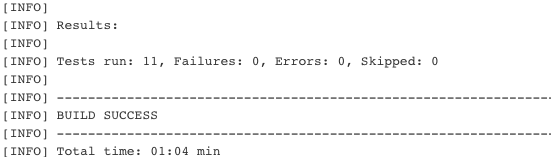 [INFO]
[INFO] Results:
[INFO]
[INFO] Tests run: 11, Failures: 0, Errors: 0, Skipped: 0
[INFO]
[INFO] ------------------------------------------------------------------------
[INFO] BUILD SUCCESS
[INFO] ------------------------------------------------------------------------
[INFO] Total time: 01:04 min